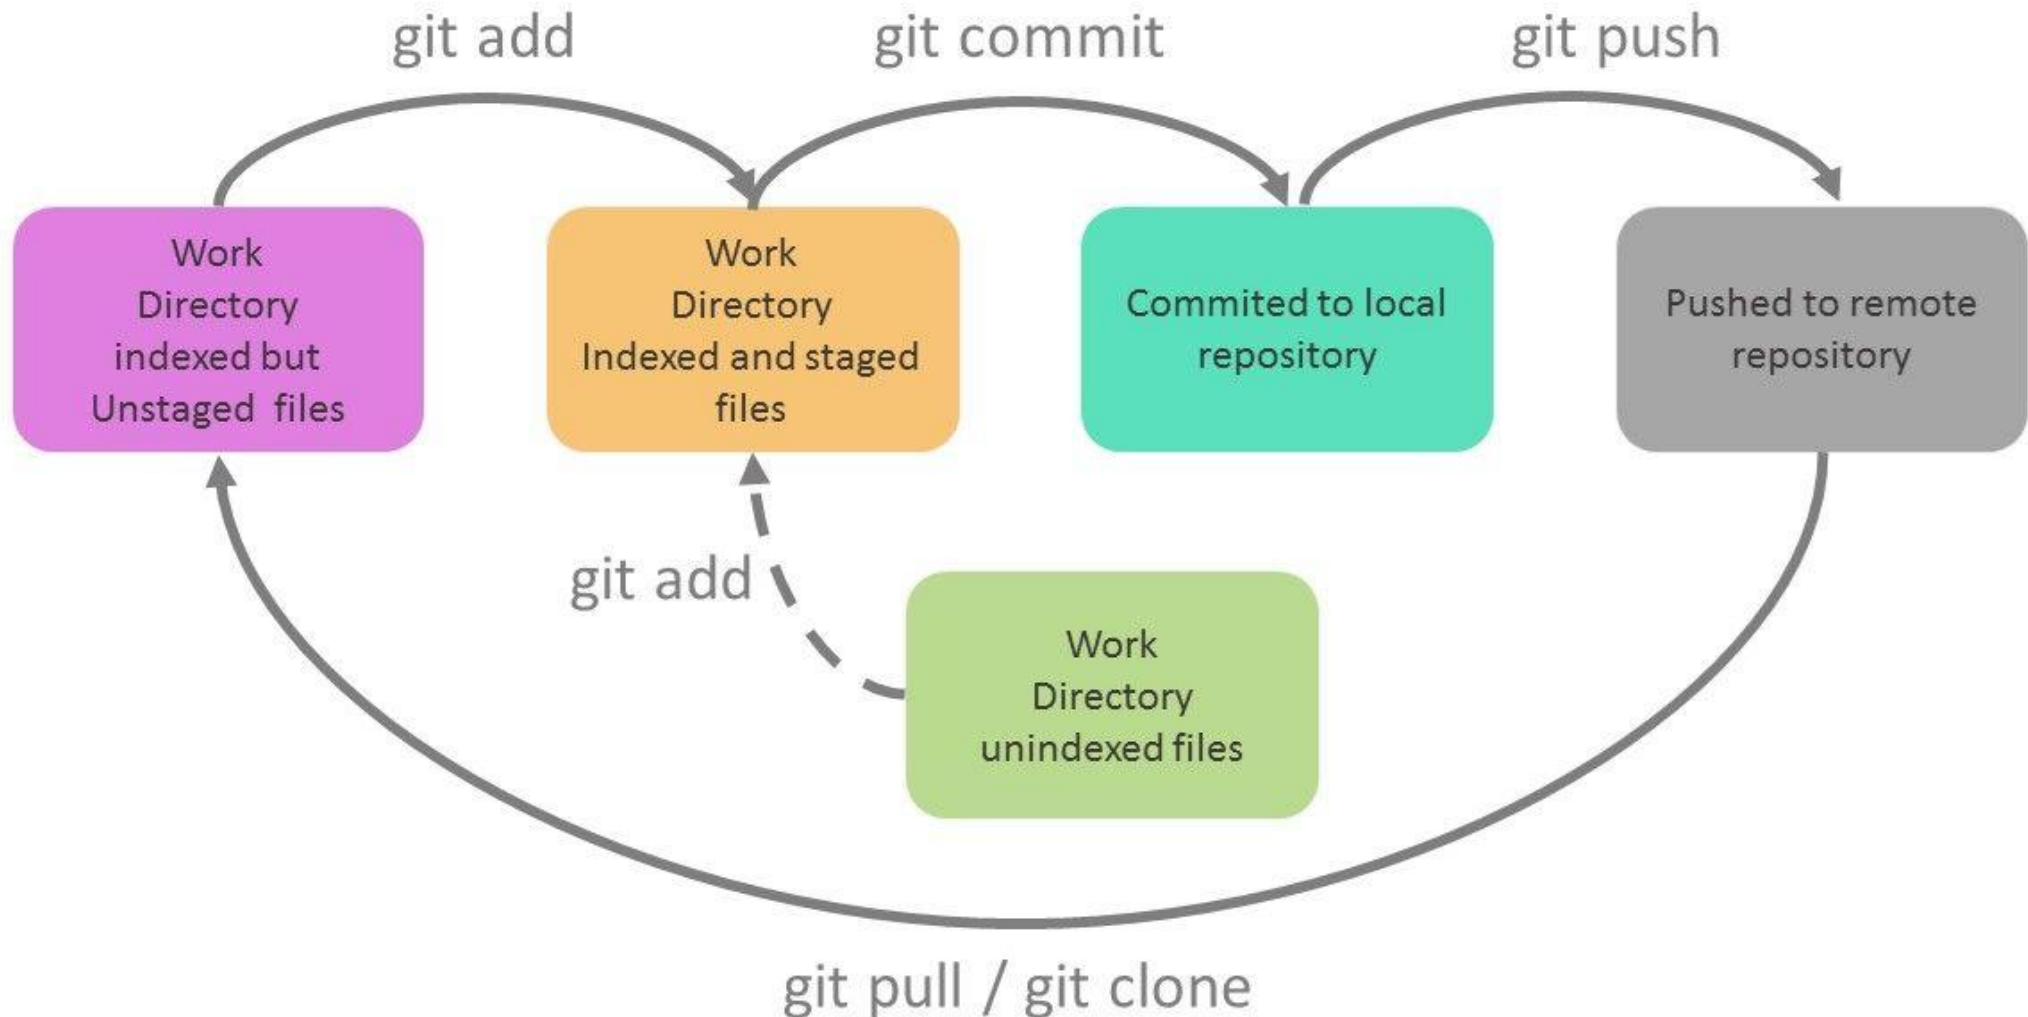 git add
git commit
git push
Work
Directory
indexed but
Unstaged files
Work
Directory
Indexed and staged
files
Commited to local
repository
Pushed to remote
repository
git add
Work
Directory
unindexed files
git pull / git clone